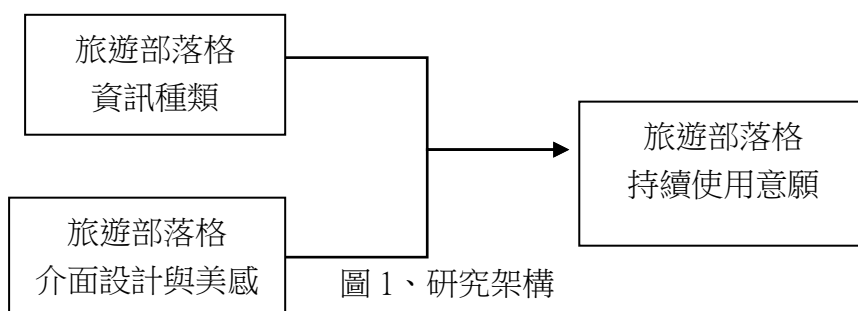 旅遊部落格
資訊種類
旅遊部落格
持續使用意願
旅遊部落格
介面設計與美感
圖 1、研究架構